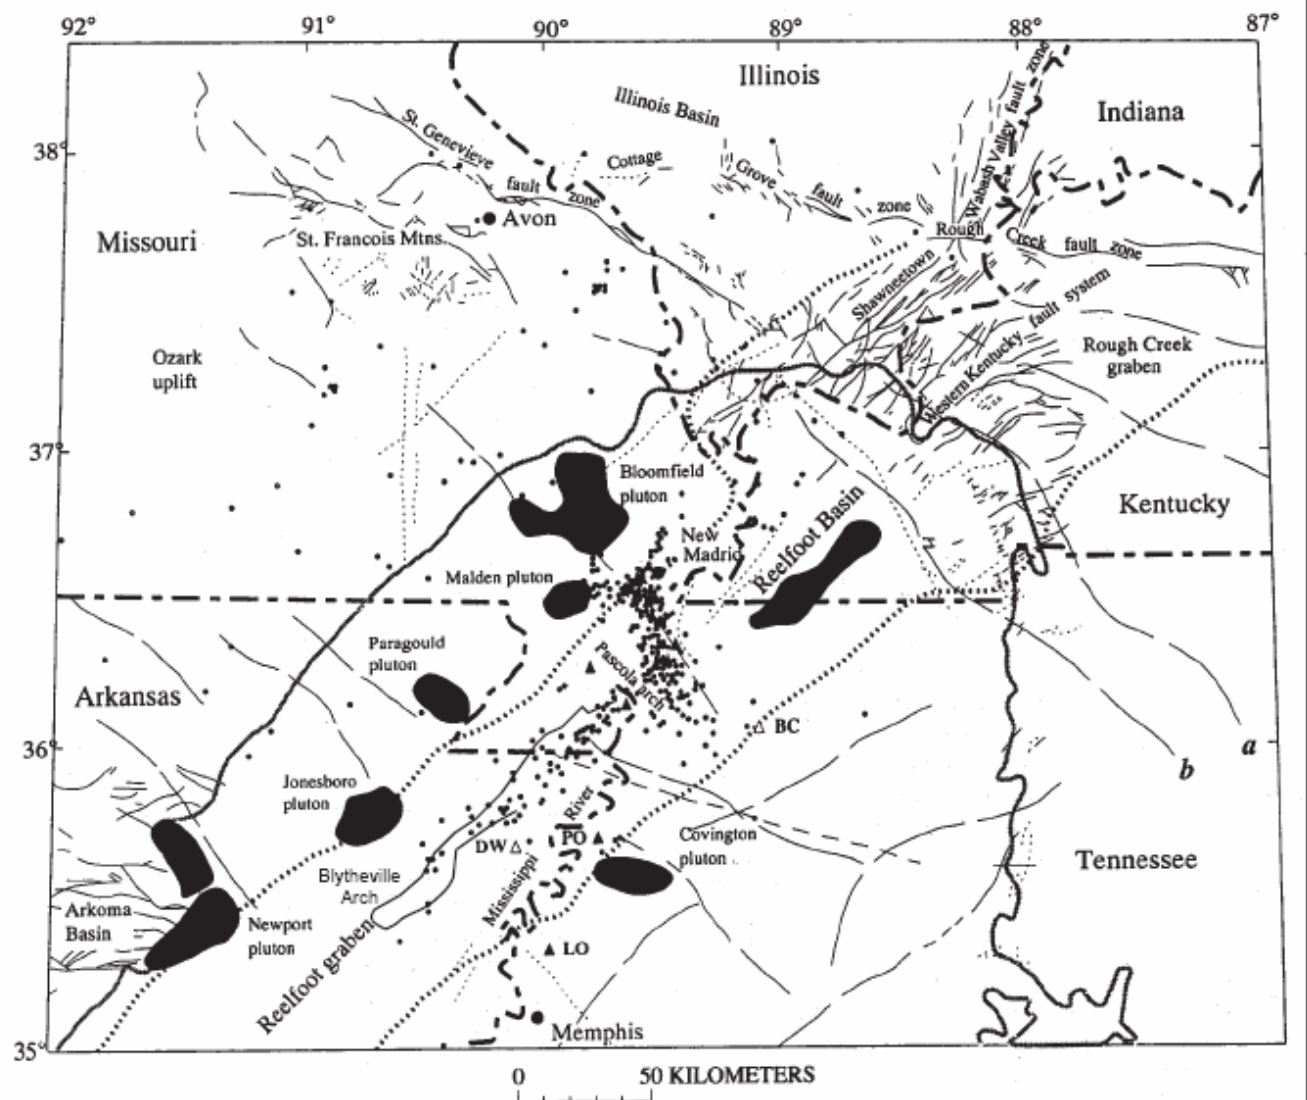 92°
91°
90°
89°
88°
87°
Illinois
Illinois Basin
Indiana
Wabash Valley fault zone
38°
St. Genevieve
fault
zone
Cottage
Grove
fault
zone
Avon
Missouri
St. Francois Mtns.
Rough
Creek fault zone
Shawneetown
Western Kentucky fault system
Ozark
uplift
Rough Creek
graben
37°
Bloomfield
pluton
Kentucky
New
Madrid
Reelfoot Basin
Malden pluton
Paragould
pluton
Pascola arch
Arkansas
BC
36°
a
b
Jonesboro
pluton
River
DW
PO
Covington
pluton
Tennessee
Blytheville
Arch
Mississippi
Arkoma
Basin
Newport
pluton
LO
Reelfoot graben
Memphis
35°
0
50 KILOMETERS